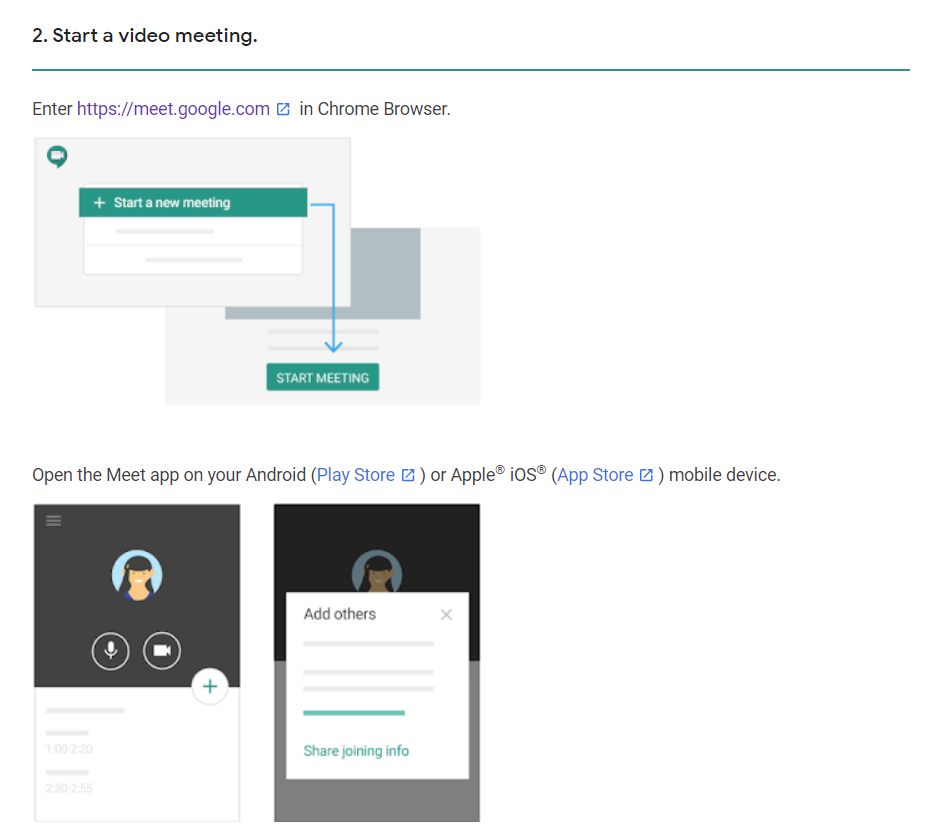 2. Start a video meeting.
Enter https://meet.google.com in Chrome Browser.
+ Start a new meeting
START MEETING
Open the Meet app on your Android (Play Store ) or Apple® iOS® (App Store ) mobile device.
Add others
1:00-2:20
2:30-2:55
Share joining info